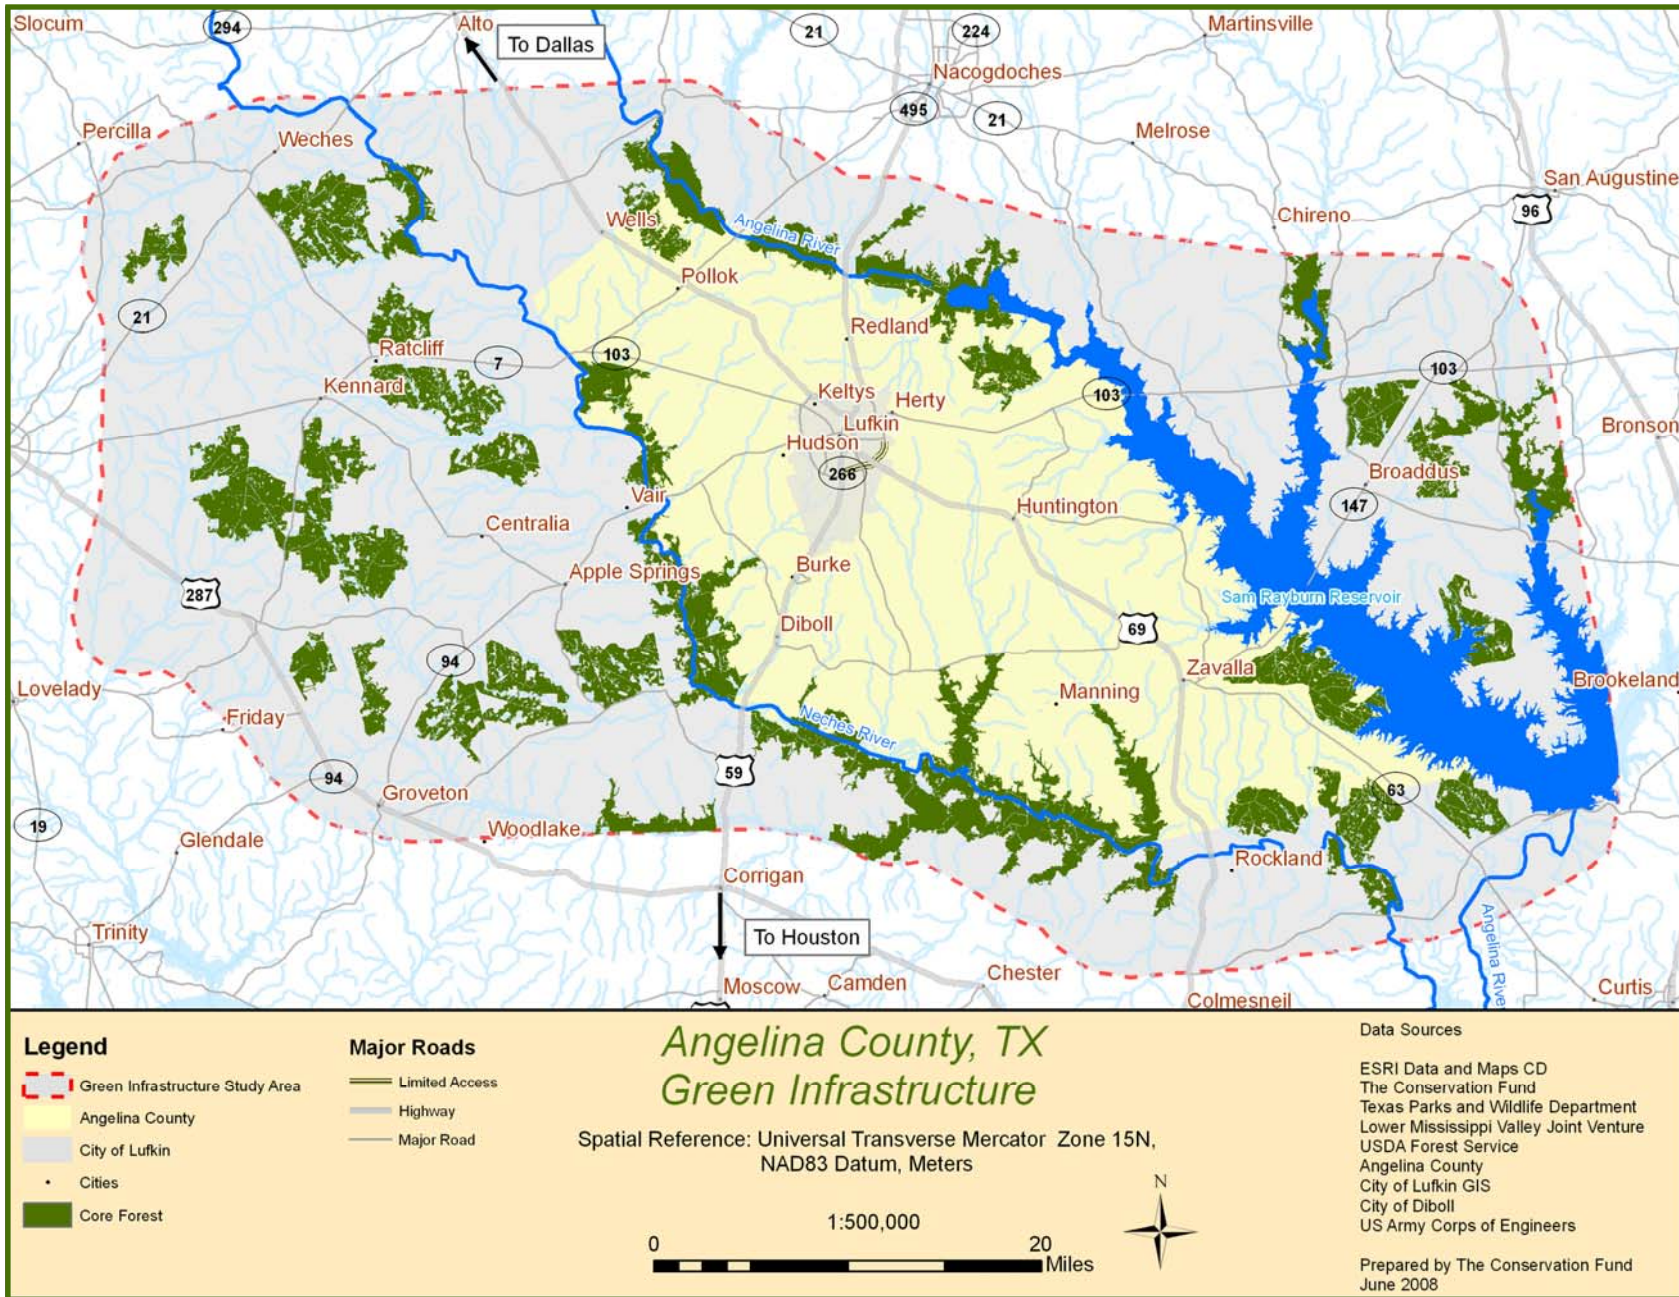 Slocum
294
Alto
To Dallas
21
224
Martinsville
Nacogdoches
495
21
Percilla
Weches
Melrose
San Augustine
96
Chireno
Wells
Angelina River
Pollok
21
Redland
Ratcliff
7
103
Kennard
103
103
Keltys
Herty
Lufkin
Hudson
266
Bronson
Broaddus
147
Vair
Centralia
Huntington
Apple Springs
Burke
287
Sam Rayburn Reservoir
Diboll
69
94
Zavalla
Lovelady
Manning
Brookeland
Friday
Neches River
59
94
63
Groveton
19
Woodlake
Glendale
Rockland
Corrigan
Trinity
To Houston
Angelina River
Moscow
Camden
Chester
Colmesneil
Curtis
Legend
Green Infrastructure Study Area
Angelina County
City of Lufkin
Cities
Core Forest
Major Roads
Limited Access
Highway
Major Road
Angelina County, TX
Green Infrastructure
Spatial Reference: Universal Transverse Mercator Zone 15N,
NAD83 Datum, Meters
1:500,000
0 20
Miles
N
Data Sources
ESRI Data and Maps CD
The Conservation Fund
Texas Parks and Wildlife Department
Lower Mississippi Valley Joint Venture
USDA Forest Service
Angelina County
City of Lufkin GIS
City of Diboll
US Army Corps of Engineers
Prepared by The Conservation Fund
June 2008